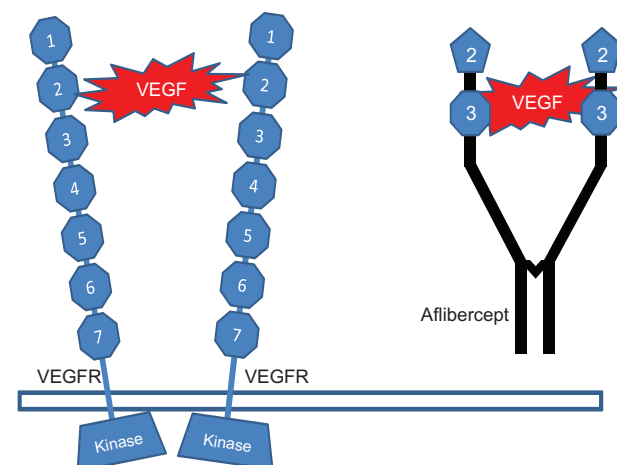 1 1
2 VEGF 2
3 3
4 4
5 5
6 6
7 7
VEGFR VEGFR
Kinase Kinase
2 2
3 VEGF 3
Aflibercept